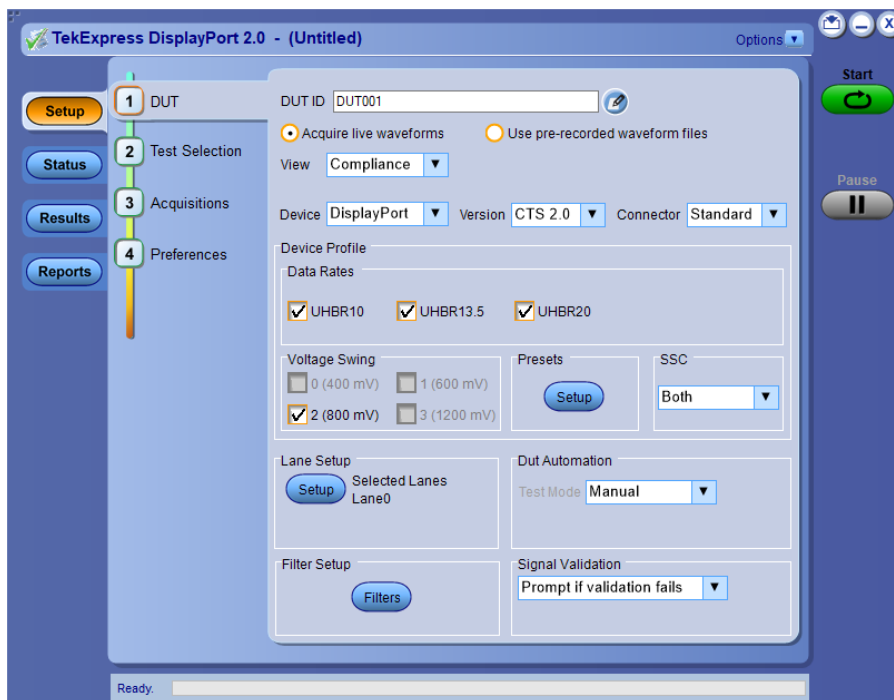 TekExpress DisplayPort 2.0 - (Untitled)
Options
Start
Pause
Setup
Status
Results
Reports
1 DUT
2 Test Selection
3 Acquisitions
4 Preferences
DUT ID DUT001
Acquire live waveforms Use pre-recorded waveform files
View Compliance
Device DisplayPort Version CTS 2.0 Connector Standard
Device Profile
Data Rates
UHBR10 UHBR13.5 UHBR20
Voltage Swing
0 (400 mV) 1 (600 mV)
2 (800 mV) 3 (1200 mV)
Presets
Setup
SSC
Both
Lane Setup
Setup
Selected Lanes
Lane0
Dut Automation
Test Mode Manual
Filter Setup
Filters
Signal Validation
Prompt if validation fails
Ready.